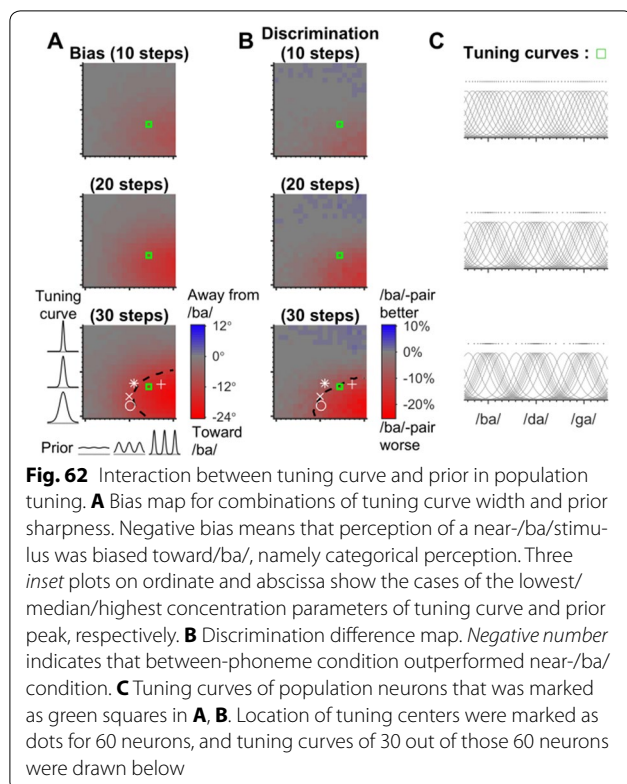 A
Bias (10 steps)
B
Discrimination
(10 steps)
C
Tuning curves :
(20 steps)
(20 steps)
Tuning
curve
(30 steps)
Away from
/ba/
12°
0°
-12°
-24°
Toward
/ba/
Prior
(30 steps)
/ba/-pair
better
10%
0%
-10%
-20%
/ba/-pair
worse
/ba/ /da/ /ga/
Fig. 62 Interaction between tuning curve and prior in population
tuning. A Bias map for combinations of tuning curve width and prior
sharpness. Negative bias means that perception of a near-/ba/stimu-
lus was biased toward/ba/, namely categorical perception. Three
inset plots on ordinate and abscissa show the cases of the lowest/
median/highest concentration parameters of tuning curve and prior
peak, respectively. B Discrimination difference map. Negative number
indicates that between-phoneme condition outperformed near-/ba/
condition. C Tuning curves of population neurons that was marked
as green squares in A, B. Location of tuning centers were marked as
dots for 60 neurons, and tuning curves of 30 out of those 60 neurons
were drawn below